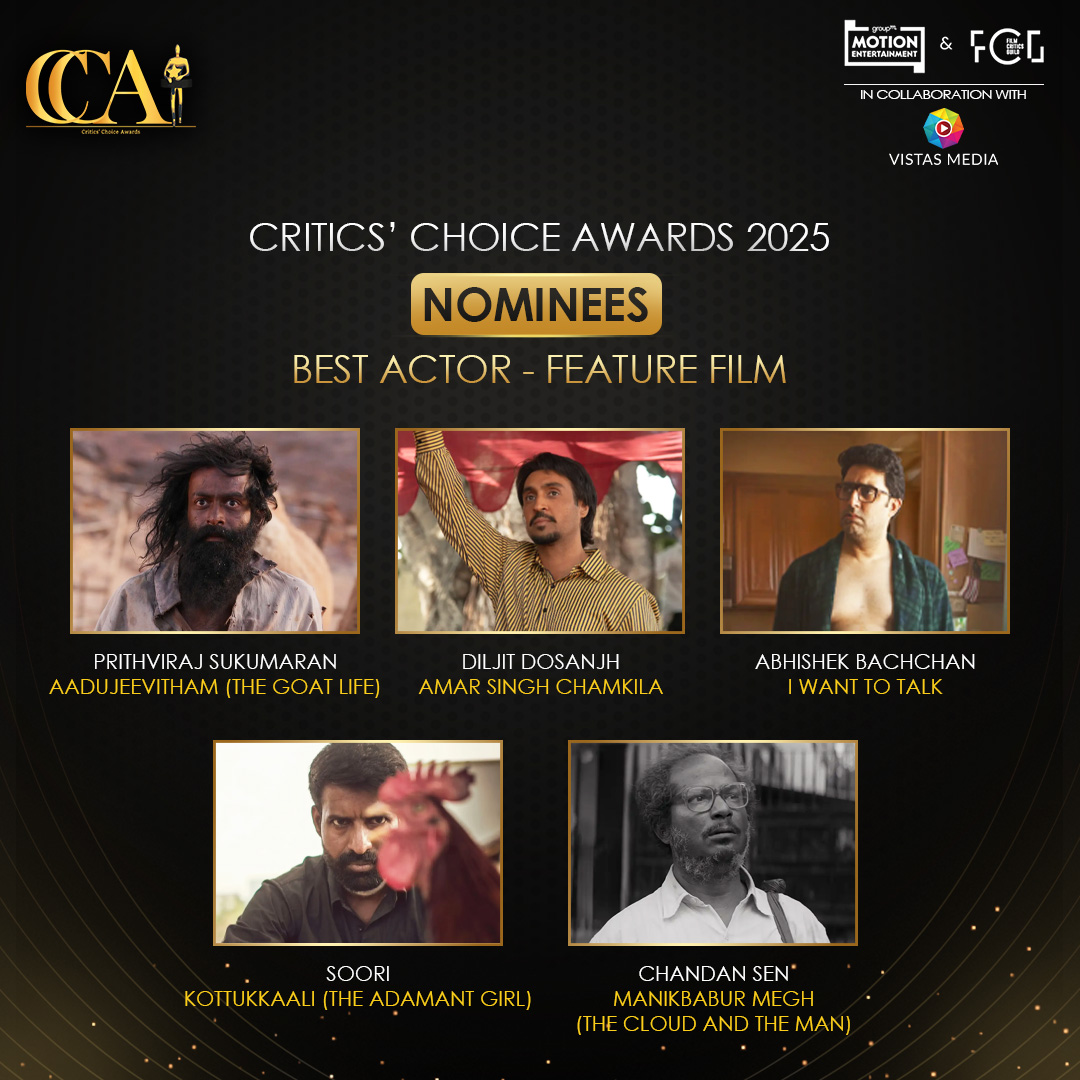 CCA
Critics' Choice Awards
groupm
MOTION
ENTERTAINMENT
&
FCG
FILM
CRITICS
GUILD
IN COLLABORATION WITH
VISTAS MEDIA
CRITICS’ CHOICE AWARDS 2025
NOMINEES
BEST ACTOR - FEATURE FILM
PRITHVIRAJ SUKUMARAN
AADUJEEVITHAM (THE GOAT LIFE)
DILJIT DOSANJH
AMAR SINGH CHAMKILA
ABHISHEK BACHCHAN
I WANT TO TALK
SOORI
KOTTUKKAALI (THE ADAMANT GIRL)
CHANDAN SEN
MANIKBABUR MEGH
(THE CLOUD AND THE MAN)